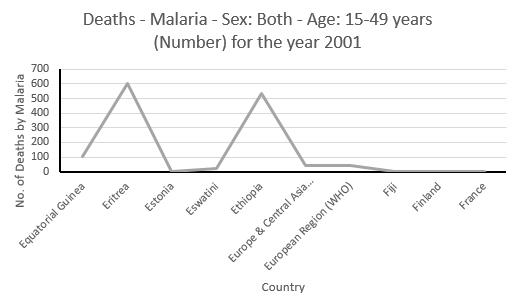 Deaths - Malaria - Sex: Both - Age: 15-49 years
(Number) for the year 2001
No. of Deaths by Malaria
700
600
500
400
300
200
100
0
Equatorial Guinea
Eritrea
Estonia
Eswatini
Ethiopia
Europe & Central Asia...
European Region (WHO)
Fiji
Finland
France
Country